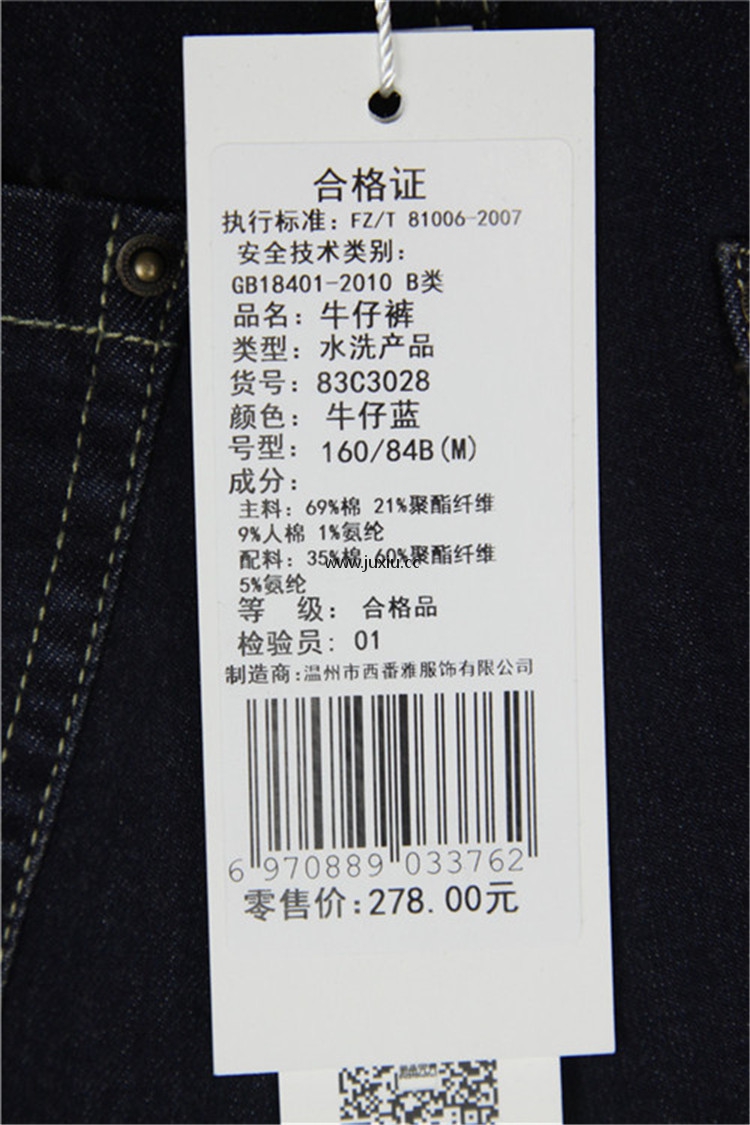 合格证
执行标准：FZ/T 81006-2007
安全技术类别：
GB18401-2010 B类
品名：牛仔裤
类型：水洗产品
货号：83C3028
颜色：牛仔蓝
号型：160/84B(M)
成分：
主料：69%棉 21%聚酯纤维
9%人棉 1%氨纶
配料：35%棉 60%聚酯纤维
www.juxiu.cc
5%氨纶
等 级：合格品
检验员：01
制造商:温州市西番雅服饰有限公司
6 970889 033762
零售价:278.00元